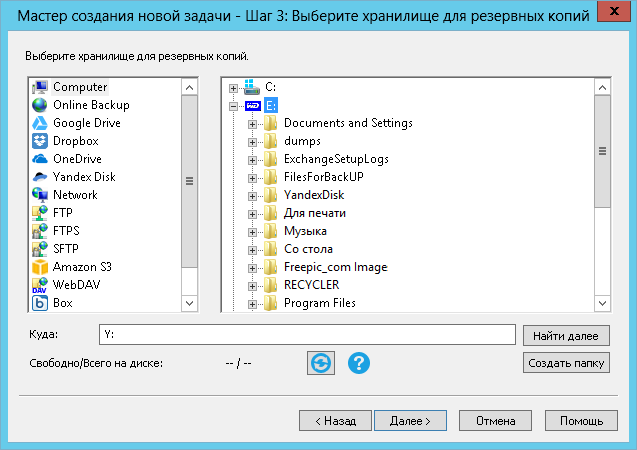 Мастер создания новой задачи - Шаг 3: Выберите хранилище для резервных копий
x
Выберите хранилище для резервных копий.
Computer
Online Backup
Google Drive
Dropbox
OneDrive
Yandex Disk
Network
FTP
FTPS
SFTP
Amazon S3
DAV WebDAV
b Box
C:
WD E:
Documents and Settings
dumps
ExchangeSetupLogs
FilesForBackUP
YandexDisk
Для печати
Музыка
Со стола
Freepic_com Image
RECYCLER
Program Files
Куда:
Y:
Найти далее
Свободно/Всего на диске:
-- / --
?
Создать папку
< Назад
Далее >
Отмена
Помощь